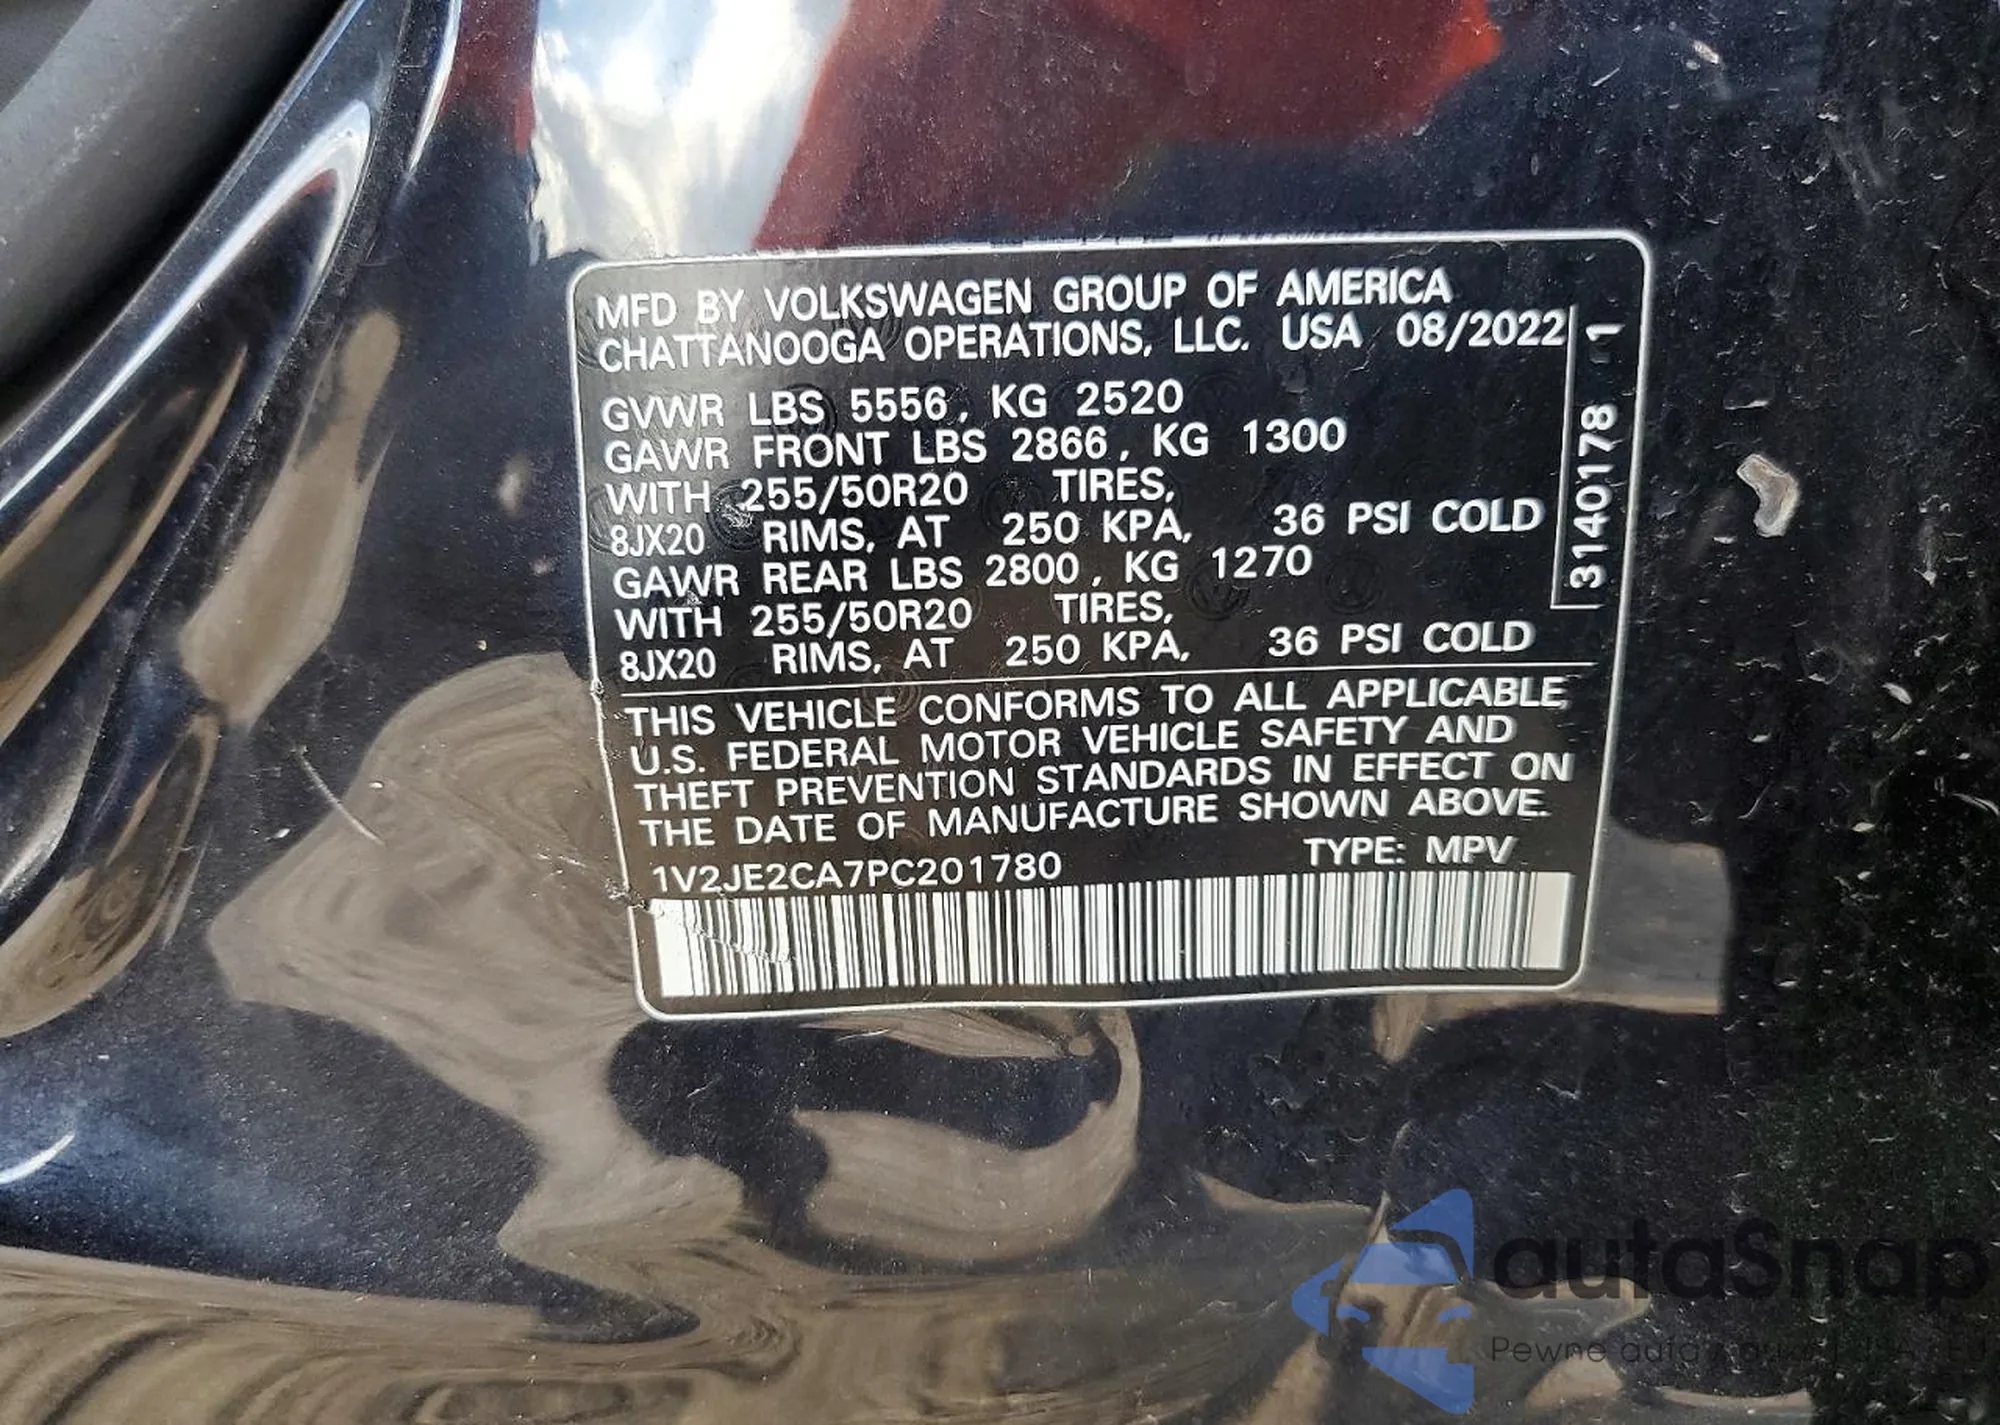 MFD BY VOLKSWAGEN GROUP OF AMERICA
CHATTANOOGA OPERATIONS, LLC. USA 08/2022
GVWR LBS 5556, KG 2520
GAWR FRONT LBS 2866, KG 1300
WITH 255/50R20 TIRES,
8JX20 RIMS, AT 250 KPA, 36 PSI COLD
GAWR REAR LBS 2800, KG 1270
WITH 255/50R20 TIRES,
8JX20 RIMS, AT 250 KPA, 36 PSI COLD
THIS VEHICLE CONFORMS TO ALL APPLICABLE
U.S. FEDERAL MOTOR VEHICLE SAFETY AND
THEFT PREVENTION STANDARDS IN EFFECT ON
THE DATE OF MANUFACTURE SHOWN ABOVE.
TYPE: MPV
1V2JE2CA7PC201780
3140178 1
autaSnap
Pewne auta z